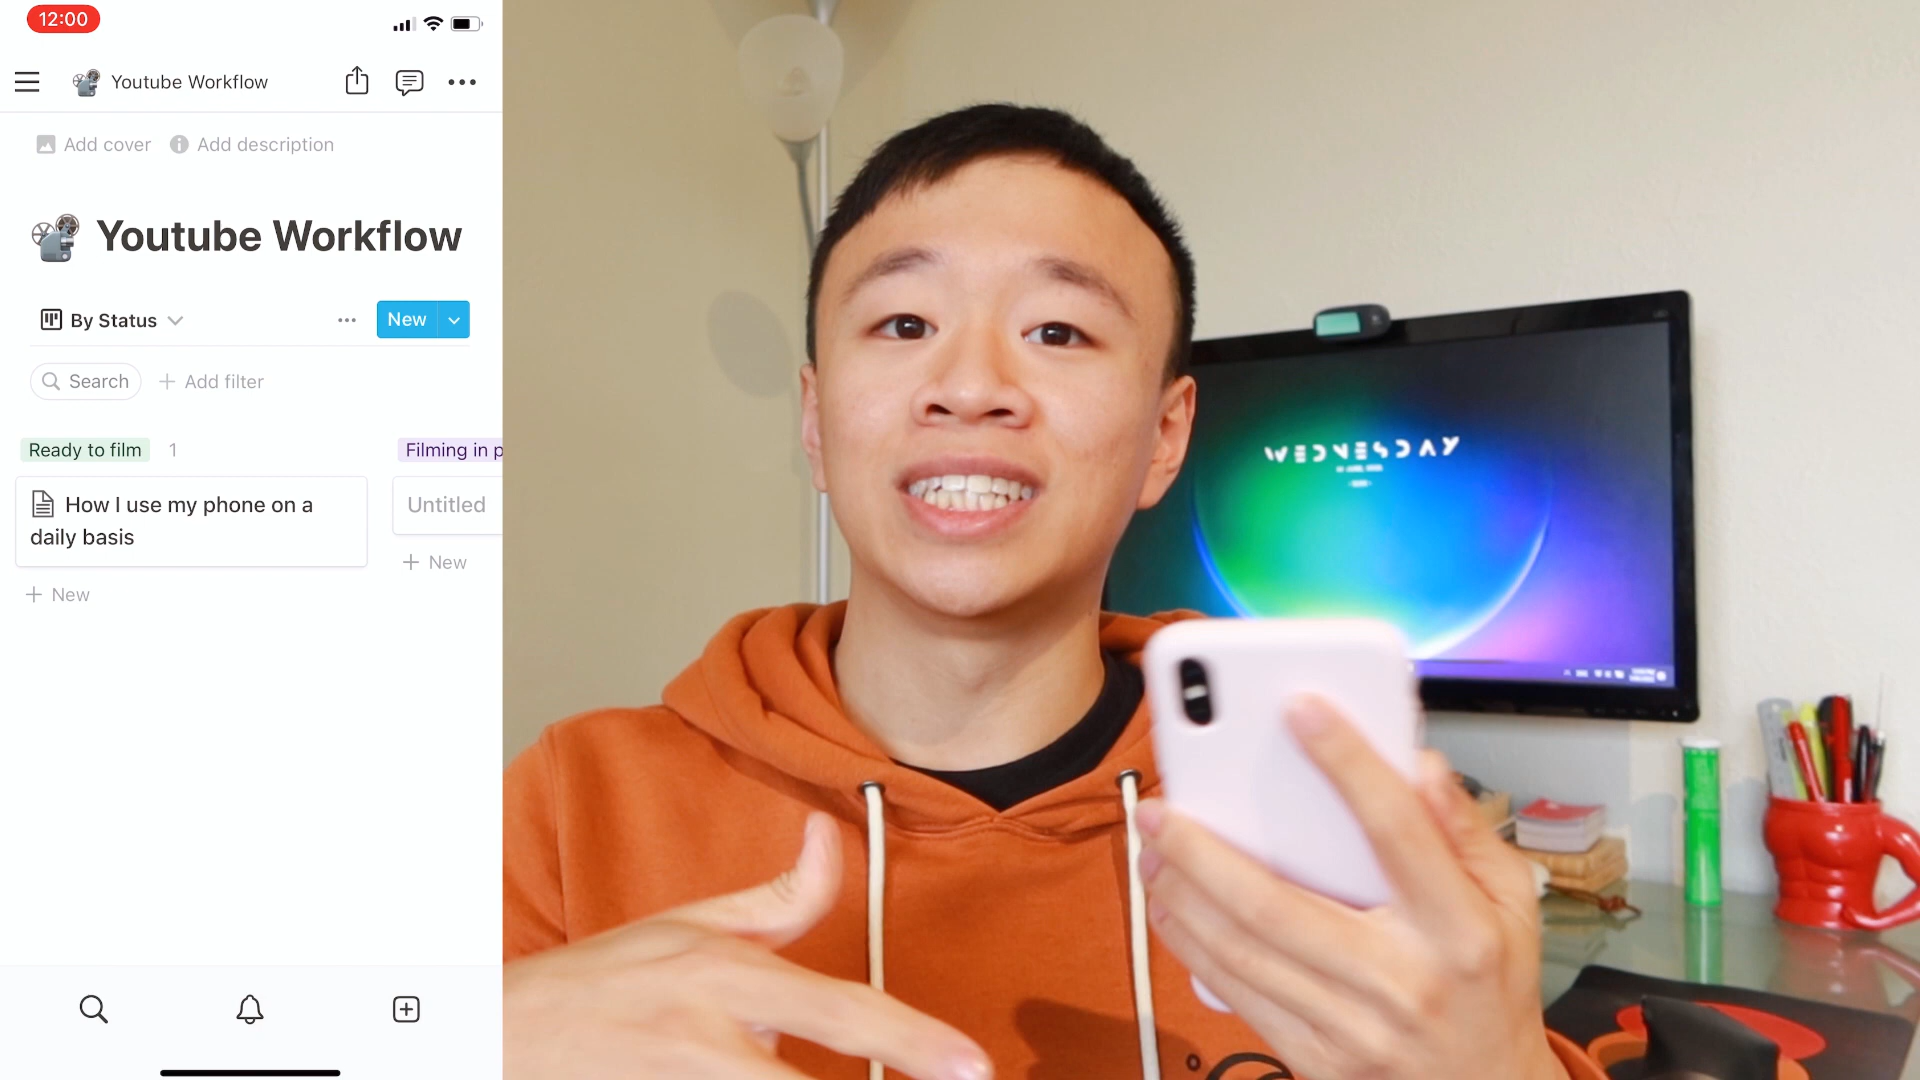 12:00
Youtube Workflow
Add cover
Add description
Youtube Workflow
By Status
New
Search
Add filter
Ready to film 1
Filming in p
How I use my phone on a
daily basis
Untitled
New
New
WEDNESDAY